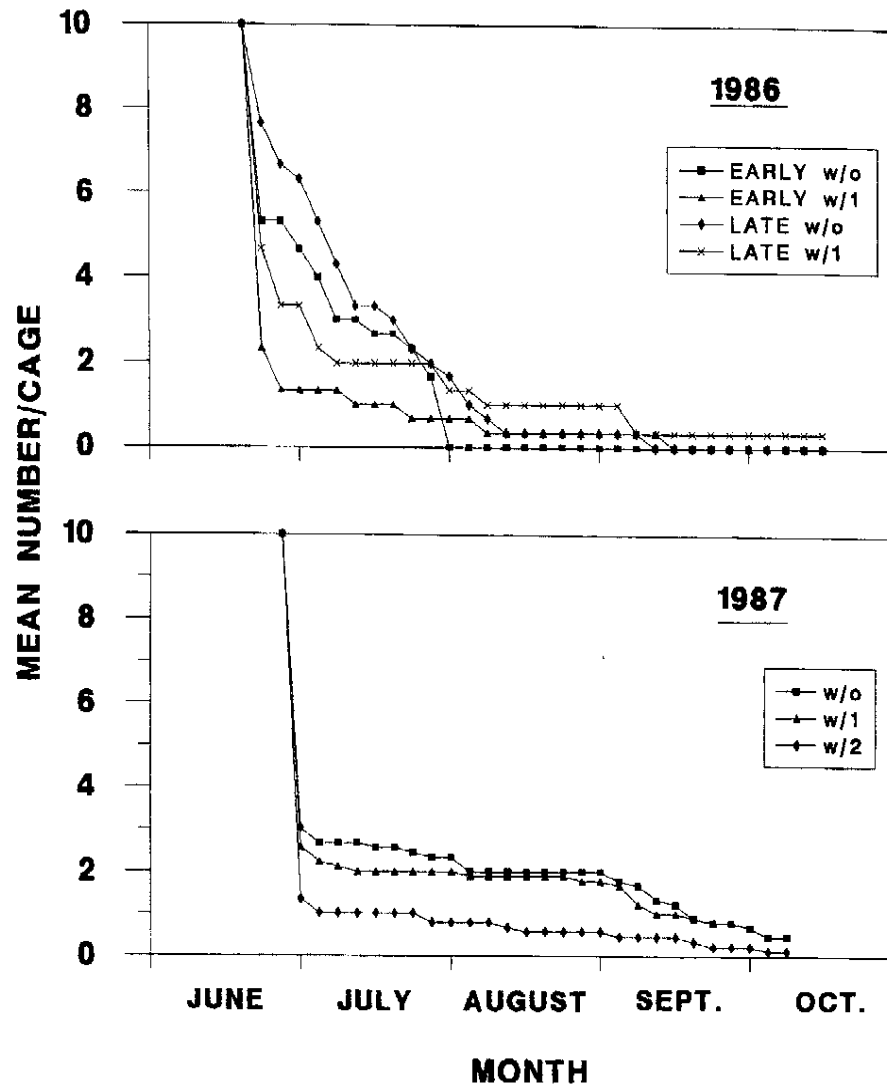 MEAN NUMBER/CAGE
10
8
6
4
2
0
1986
EARLY w/o
EARLY w/1
LATE w/o
LATE w/1
10
8
6
4
2
0
1987
w/o
w/1
w/2
JUNE JULY AUGUST SEPT. OCT.
MONTH